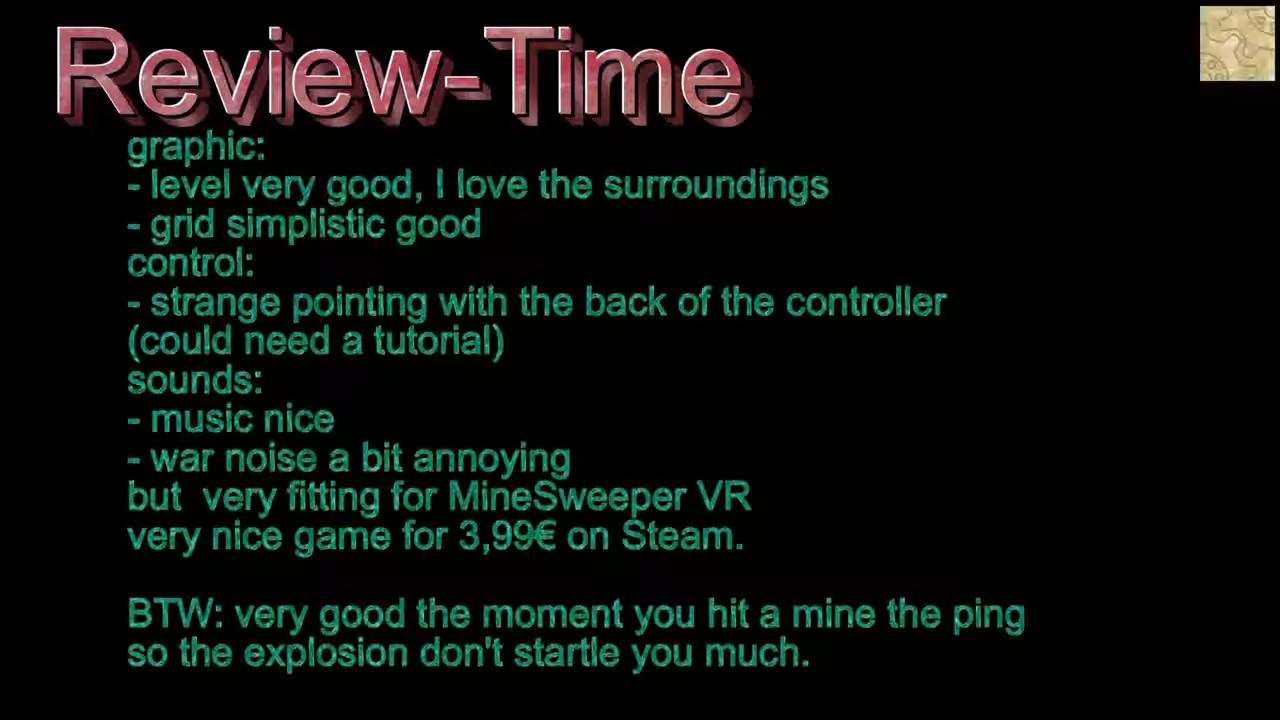 Review-Time
graphic:
- level very good, I love the surroundings
- grid simplistic good
control:
- strange pointing with the back of the controller
(could need a tutorial)
sounds:
- music nice
- war noise a bit annoying
but  very fitting for MineSweeper VR
very nice game for 3,99€ on Steam.
BTW: very good the moment you hit a mine the ping
so the explosion don't startle you much.